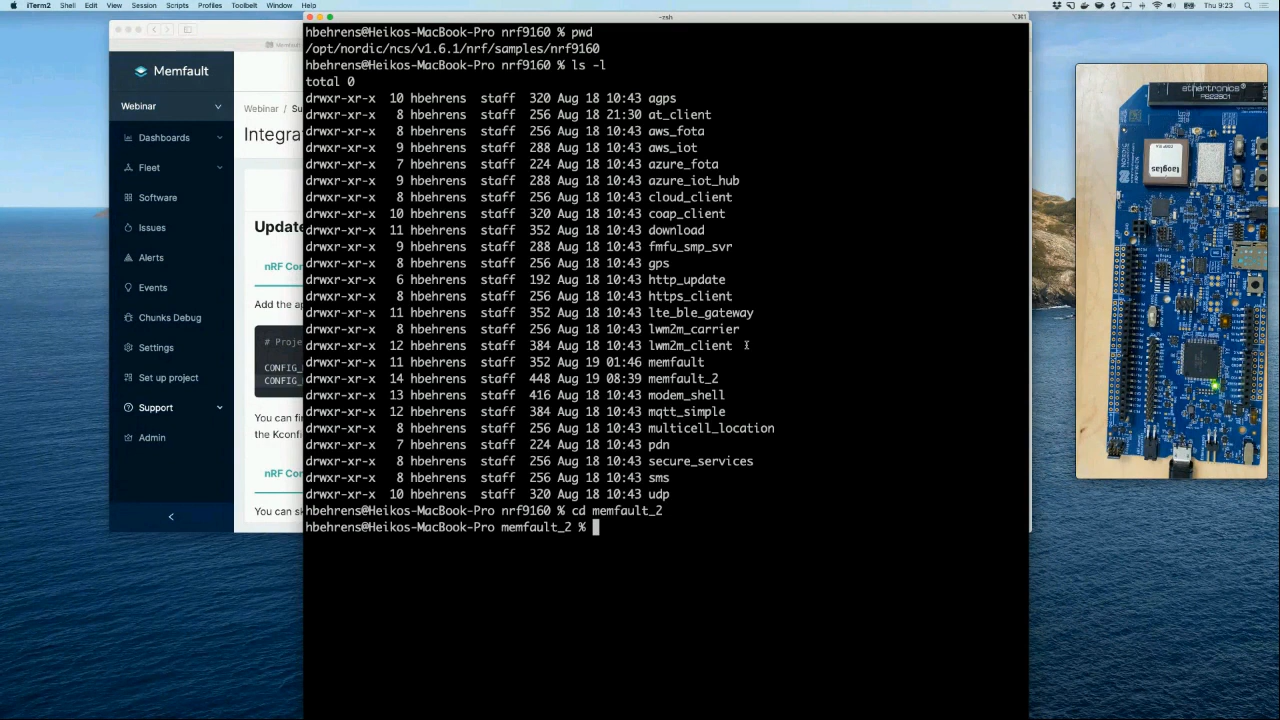 iTerm2 Shell Edit View Session Scripts Profiles Toolbelt Window Help
Thu 9:23
-zsh
⌥⌘1
hbehrens@Heikos-MacBook-Pro nrf9160 % pwd
/opt/nordic/ncs/v1.6.1/nrf/samples/nrf9160
hbehrens@Heikos-MacBook-Pro nrf9160 % ls -l
total 0
drwxr-xr-x 10 hbehrens staff 320 Aug 18 10:43 agps
drwxr-xr-x 8 hbehrens staff 256 Aug 18 21:30 at_client
drwxr-xr-x 8 hbehrens staff 256 Aug 18 10:43 aws_fota
drwxr-xr-x 9 hbehrens staff 288 Aug 18 10:43 aws_iot
drwxr-xr-x 7 hbehrens staff 224 Aug 18 10:43 azure_fota
drwxr-xr-x 9 hbehrens staff 288 Aug 18 10:43 azure_iot_hub
drwxr-xr-x 8 hbehrens staff 256 Aug 18 10:43 cloud_client
drwxr-xr-x 10 hbehrens staff 320 Aug 18 10:43 coap_client
drwxr-xr-x 11 hbehrens staff 352 Aug 18 10:43 download
drwxr-xr-x 9 hbehrens staff 288 Aug 18 10:43 fmfu_smp_svr
drwxr-xr-x 8 hbehrens staff 256 Aug 18 10:43 gps
drwxr-xr-x 6 hbehrens staff 192 Aug 18 10:43 http_update
drwxr-xr-x 8 hbehrens staff 256 Aug 18 10:43 https_client
drwxr-xr-x 11 hbehrens staff 352 Aug 18 10:43 lte_ble_gateway
drwxr-xr-x 8 hbehrens staff 256 Aug 18 10:43 lwm2m_carrier
drwxr-xr-x 12 hbehrens staff 384 Aug 18 10:43 lwm2m_client
drwxr-xr-x 11 hbehrens staff 352 Aug 19 01:46 memfault
drwxr-xr-x 14 hbehrens staff 448 Aug 19 08:39 memfault_2
drwxr-xr-x 13 hbehrens staff 416 Aug 18 10:43 modem_shell
drwxr-xr-x 12 hbehrens staff 384 Aug 18 10:43 mqtt_simple
drwxr-xr-x 8 hbehrens staff 256 Aug 18 10:43 multicell_location
drwxr-xr-x 7 hbehrens staff 224 Aug 18 10:43 pdn
drwxr-xr-x 8 hbehrens staff 256 Aug 18 10:43 secure_services
drwxr-xr-x 8 hbehrens staff 256 Aug 18 10:43 sms
drwxr-xr-x 10 hbehrens staff 320 Aug 18 10:43 udp
hbehrens@Heikos-MacBook-Pro nrf9160 % cd memfault_2
hbehrens@Heikos-MacBook-Pro memfault_2 %
Memfault
Webinar
Dashboards
Fleet
Software
Issues
Alerts
Events
Chunks Debug
Settings
Set up project
Support
Admin
Webinar / Su
Integra
Update
nRF Cor
Add the ap
# Proje
CONFIG_
CONFIG_
You can fi
the Kconfi
nRF Cor
You can sk
ethertronics
taoglas